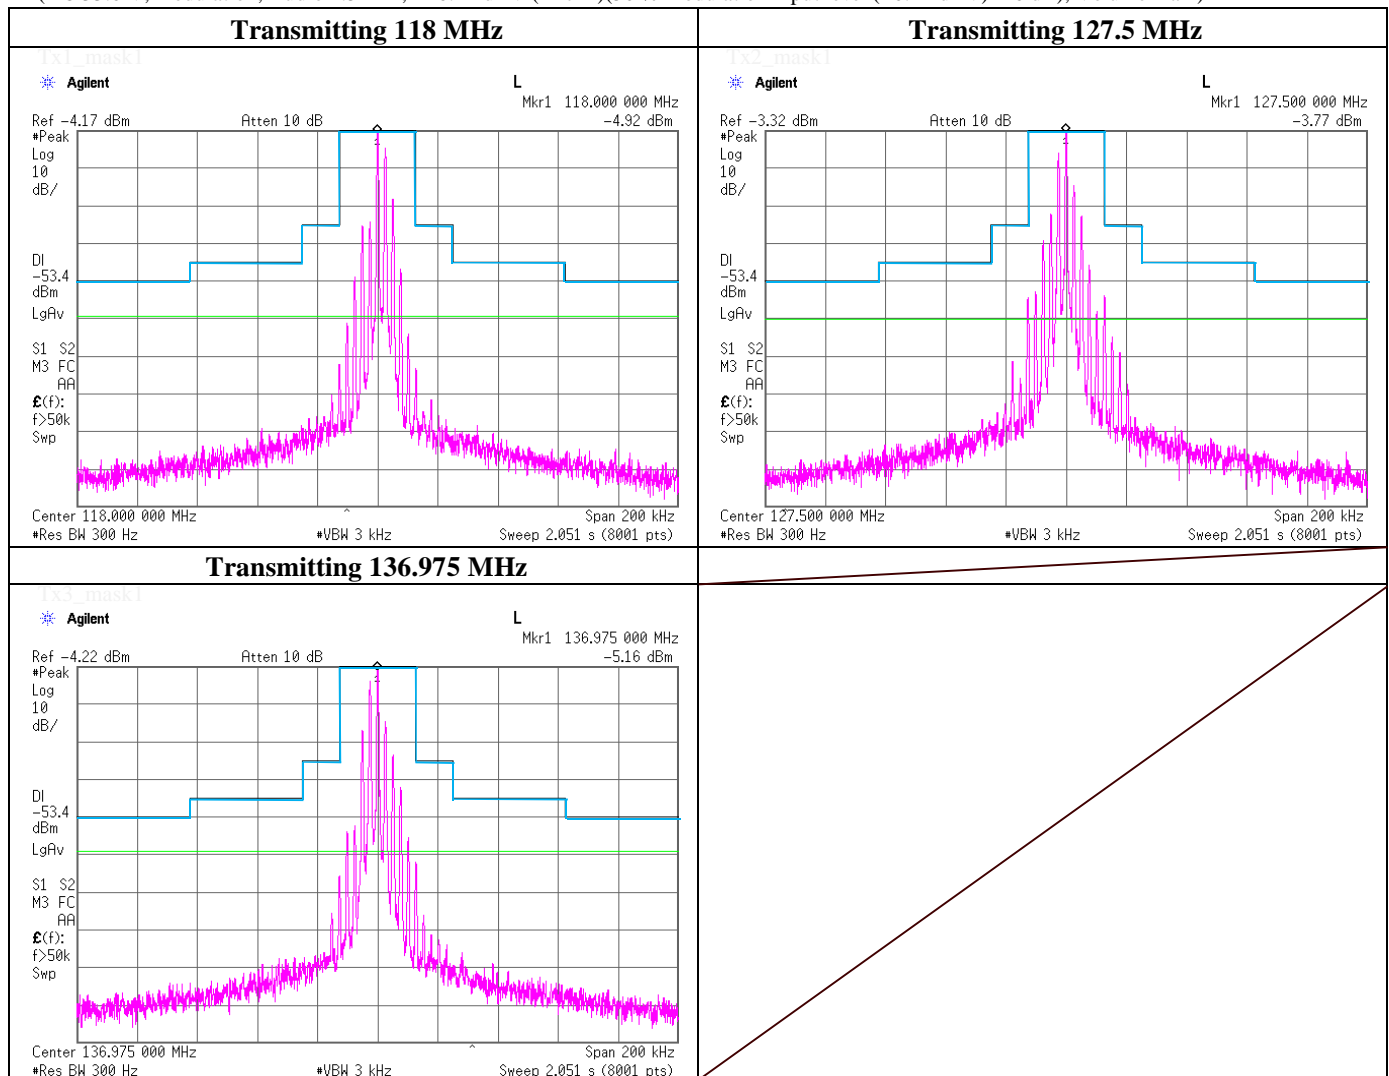 Transmitting 118 MHz
Tx1_mask1
Agilent
L
Mkr1 118.000 000 MHz
Ref -4.17 dBm
Atten 10 dB
-4.92 dBm
#Peak
Log
10
dB/
1
DI
-53.4
dBm
LgAv
S1 S2
M3 FC
AA
£(f):
f>50k
Swp
Center 118.000 000 MHz
Span 200 kHz
#Res BW 300 Hz
#VBW 3 kHz
Sweep 2.051 s (8001 pts)
Transmitting 127.5 MHz
Tx2_mask1
Agilent
L
Mkr1 127.500 000 MHz
Ref -3.32 dBm
Atten 10 dB
-3.77 dBm
#Peak
Log
10
dB/
1
DI
-53.4
dBm
LgAv
S1 S2
M3 FC
AA
£(f):
f>50k
Swp
Center 127.500 000 MHz
Span 200 kHz
#Res BW 300 Hz
#VBW 3 kHz
Sweep 2.051 s (8001 pts)
Transmitting 136.975 MHz
Tx3_mask1
Agilent
L
Mkr1 136.975 000 MHz
Ref -4.22 dBm
Atten 10 dB
-5.16 dBm
#Peak
Log
10
dB/
1
DI
-53.4
dBm
LgAv
S1 S2
M3 FC
AA
£(f):
f>50k
Swp
Center 136.975 000 MHz
Span 200 kHz
#Res BW 300 Hz
#VBW 3 kHz
Sweep 2.051 s (8001 pts)